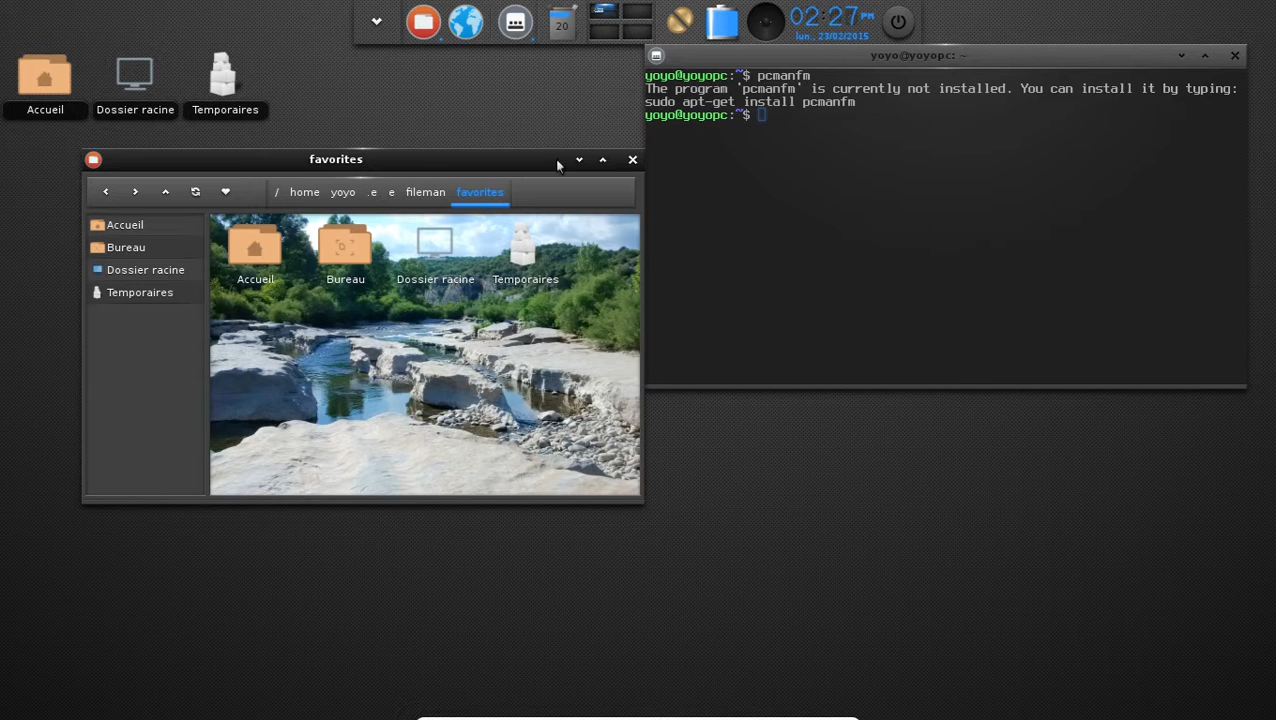 20
02:27 PM
lun., 23/02/2015
Accueil
Dossier racine
Temporaires
yoyo@yoyopc: ~
yoyo@yoyopc:~$ pcmanfm
The program 'pcmanfm' is currently not installed. You can install it by typing:
sudo apt-get install pcmanfm
yoyo@yoyopc:~$
favorites
/ home yoyo .e e fileman favorites
Accueil
Bureau
Dossier racine
Temporaires
Accueil
Bureau
Dossier racine
Temporaires